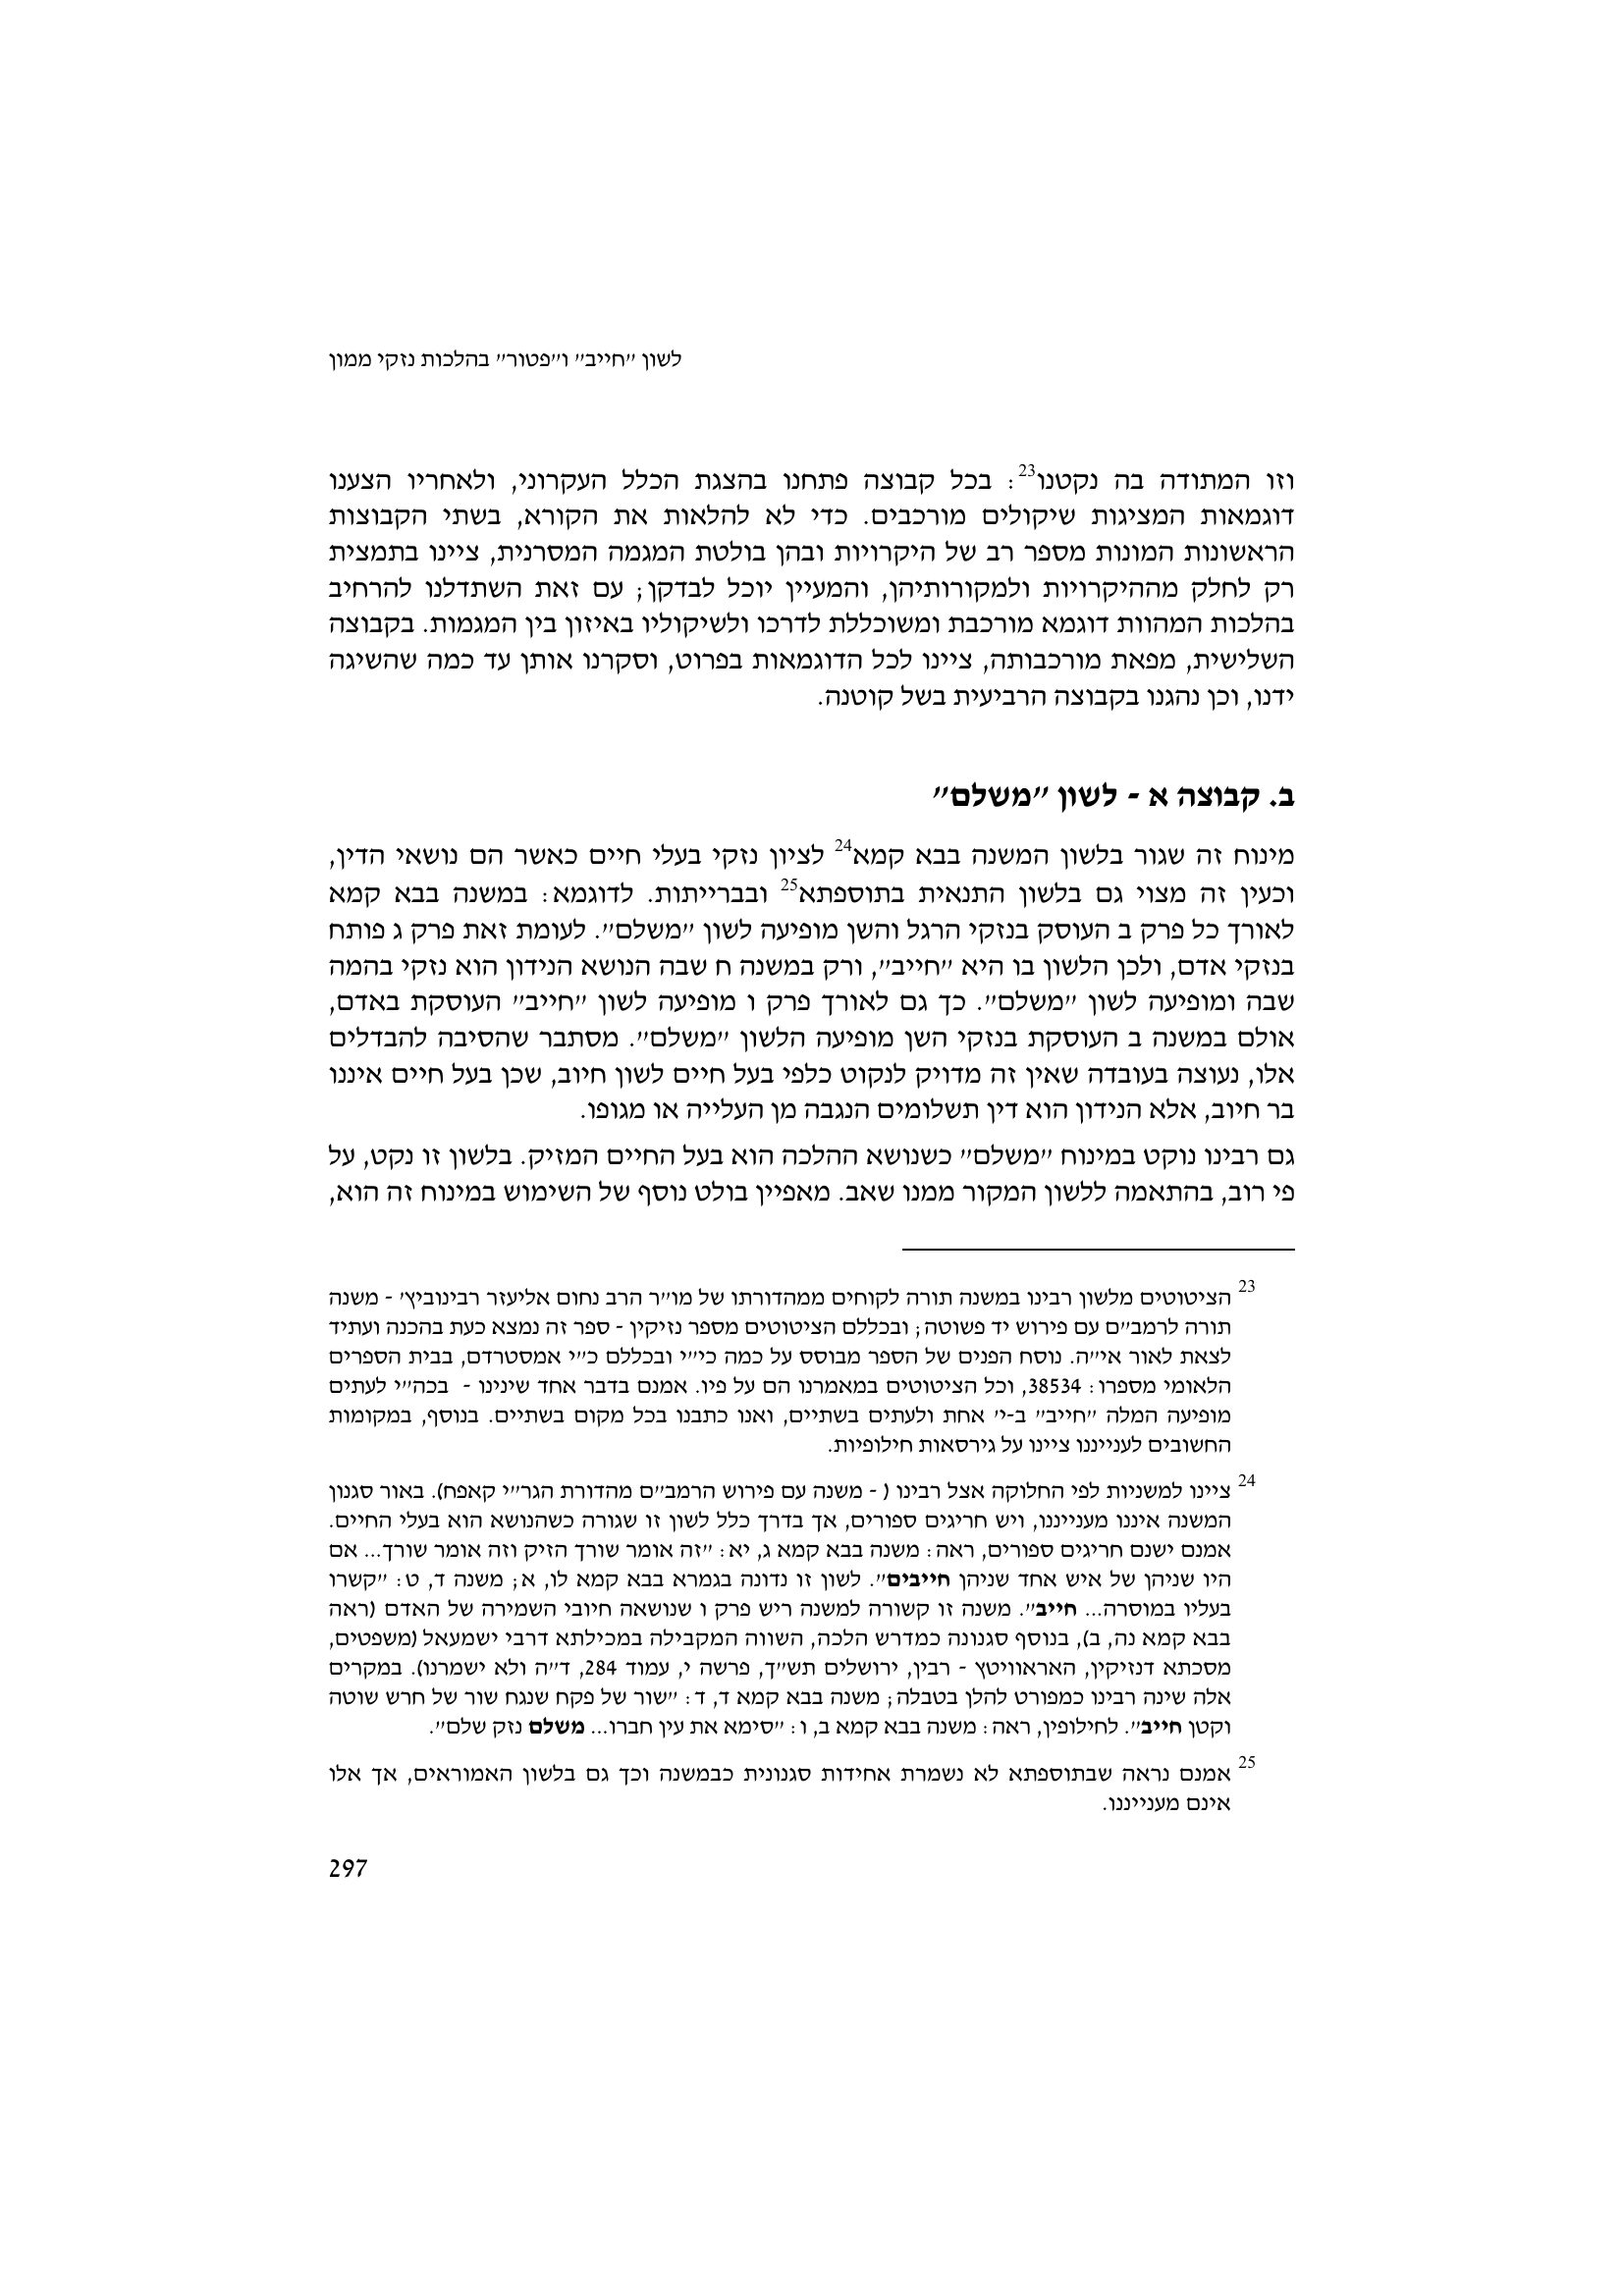 לשון "חייב" ו"פטור" בהלכות נזקי ממון
וזו המתודה בה נקטנו23: בכל קבוצה פתחנו בהצגת הכלל העקרוני, ולאחריו הצענו
דוגמאות המציגות שיקולים מורכבים. כדי לא להלאות את הקורא, בשתי הקבוצות
הראשונות המונות מספר רב של היקרויות ובהן בולטת המגמה המסרנית, ציינו בתמצית
רק לחלק מההיקרויות ולמקורותיהן, והמעיין יוכל לבדקן; עם זאת השתדלנו להרחיב
בהלכות המהוות דוגמא מורכבת ומשוכללת לדרכו ולשיקוליו באיזון בין המגמות. בקבוצה
השלישית, מפאת מורכבותה, ציינו לכל הדוגמאות בפרוט, וסקרנו אותן עד כמה שהשיגה
ידנו, וכן נהגנו בקבוצה הרביעית בשל קוטנה.
ב. קבוצה א - לשון "משלם"
מינוח זה שגור בלשון המשנה בבא קמא24 לציון נזקי בעלי חיים כאשר הם נושאי הדין,
וכעין זה מצוי גם בלשון התנאית בתוספתא25 ובברייתות. לדוגמא: במשנה בבא קמא
לאורך כל פרק ב העוסק בנזקי הרגל והשן מופיעה לשון "משלם". לעומת זאת פרק ג פותח
בנזקי אדם, ולכן הלשון בו היא "חייב", ורק במשנה ח שבה הנושא הנידון הוא נזקי בהמה
שבה ומופיעה לשון "משלם". כך גם לאורך פרק ו מופיעה לשון "חייב" העוסקת באדם,
אולם במשנה ב העוסקת בנזקי השן מופיעה הלשון "משלם". מסתבר שהסיבה להבדלים
אלו, נעוצה בעובדה שאין זה מדויק לנקוט כלפי בעל חיים לשון חיוב, שכן בעל חיים איננו
בר חיוב, אלא הנידון הוא דין תשלומים הנגבה מן העלייה או מגופו.
גם רבינו נוקט במינוח "משלם" כשנושא ההלכה הוא בעל החיים המזיק. בלשון זו נקט, על
פי רוב, בהתאמה ללשון המקור ממנו שאב. מאפיין בולט נוסף של השימוש במינוח זה הוא,
23 הציטוטים מלשון רבינו במשנה תורה לקוחים ממהדורתו של מו"ר הרב נחום אליעזר רבינוביץ' - משנה
תורה לרמב"ם עם פירוש יד פשוטה; ובכללם הציטוטים מספר נזיקין - ספר זה נמצא כעת בהכנה ועתיד
לצאת לאור אי"ה. נוסח הפנים של הספר מבוסס על כמה כי"י ובכללם כ"י אמסטרדם, בבית הספרים
הלאומי מספרו: 38534, וכל הציטוטים במאמרנו הם על פיו. אמנם בדבר אחד שינינו - בכה"י לעתים
מופיעה המלה "חייב" ב-י' אחת ולעתים בשתיים, ואנו כתבנו בכל מקום בשתיים. בנוסף, במקומות
החשובים לענייננו ציינו על גירסאות חילופיות.
24 ציינו למשניות לפי החלוקה אצל רבינו ( - משנה עם פירוש הרמב"ם מהדורת הגר"י קאפח). באור סגנון
המשנה איננו מענייננו, ויש חריגים ספורים, אך בדרך כלל לשון זו שגורה כשהנושא הוא בעלי החיים.
אמנם ישנם חריגים ספורים, ראה: משנה בבא קמא ג, יא: "זה אומר שורך הזיק וזה אומר שורך... אם
היו שניהן של איש אחד שניהן חייבים". לשון זו נדונה בגמרא בבא קמא לו, א; משנה ד, ט: "קשרו
בעליו במוסרה... חייב". משנה זו קשורה למשנה ריש פרק ו שנושאה חיובי השמירה של האדם (ראה
בבא קמא נה, ב), בנוסף סגנונה כמדרש הלכה, השווה המקבילה במכילתא דרבי ישמעאל (משפטים,
מסכתא דנזיקין, האראוויטץ - רבין, ירושלים תש"ך, פרשה י, עמוד 284, ד"ה ולא ישמרנו). במקרים
אלה שינה רבינו כמפורט להלן בטבלה; משנה בבא קמא ד, ד: "שור של פקח שנגח שור של חרש שוטה
וקטן חייב". לחילופין, ראה: משנה בבא קמא ב, ו: "סימא את עין חברו... משלם נזק שלם".
25 אמנם נראה שבתוספתא לא נשמרת אחידות סגנונית כבמשנה וכך גם בלשון האמוראים, אך אלו
אינם מענייננו.
297